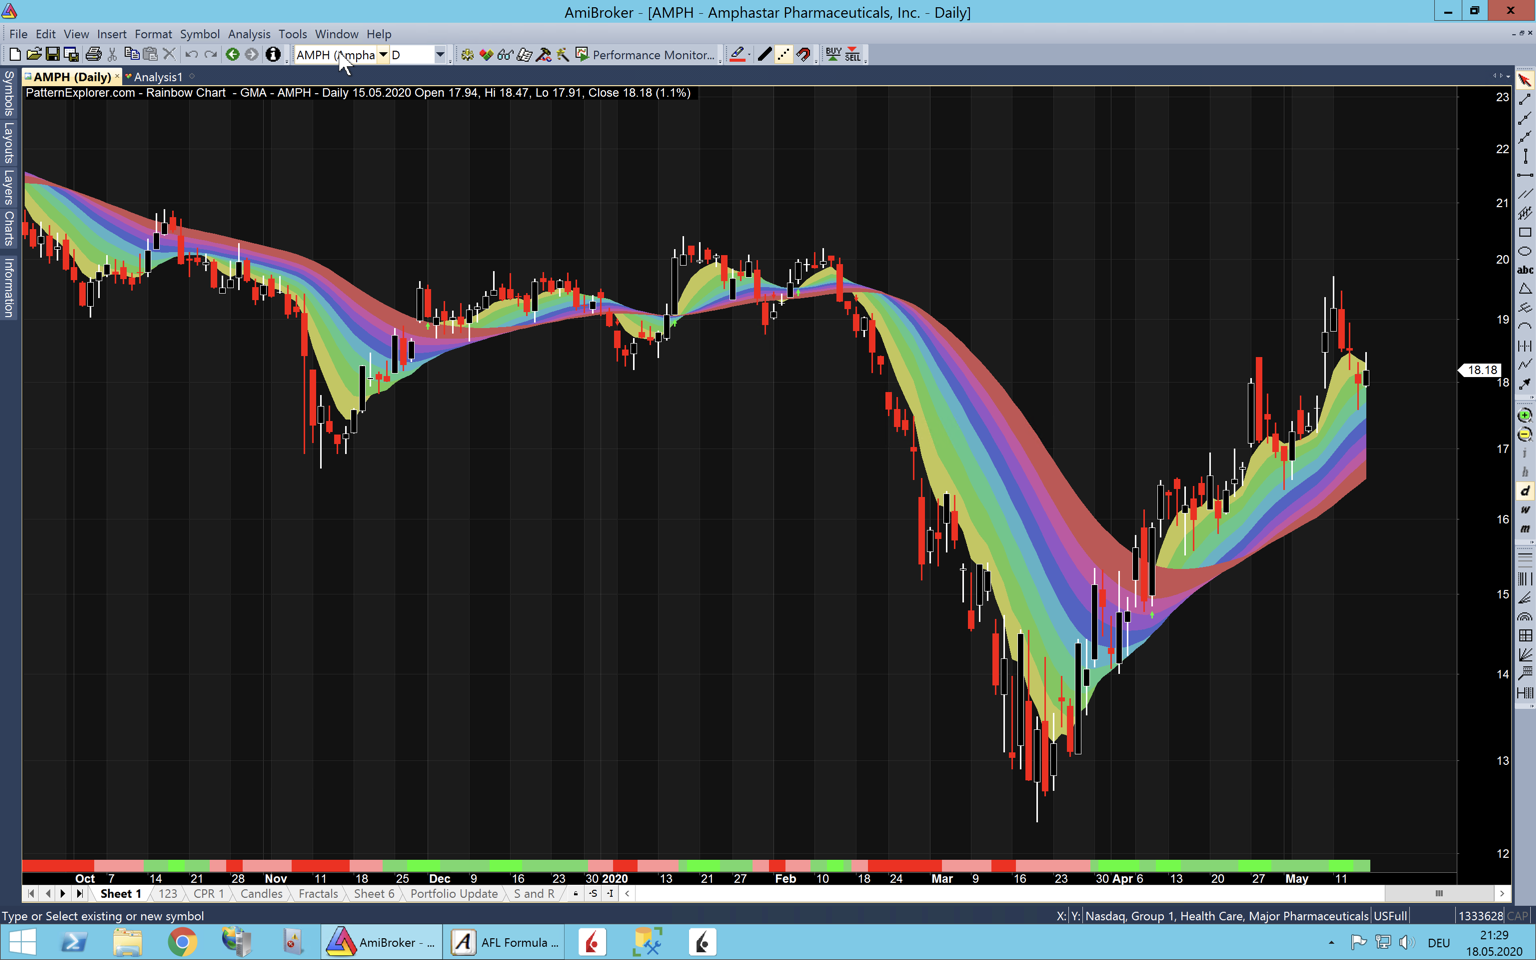 AmiBroker - [AMPH - Amphastar Pharmaceuticals, Inc. - Daily]
File Edit View Insert Format Symbol Analysis Tools Window Help
AMPH (Ampha D Performance Monitor... BUY SELL
AMPH (Daily) Analysis1
PatternExplorer.com - Rainbow Chart - GMA - AMPH - Daily 15.05.2020 Open 17.94, Hi 18.47, Lo 17.91, Close 18.18 (1.1%)
Symbols
Layouts
Layers
Charts
Information
23
22
21
20
19
18.18
18
17
16
15
14
13
12
abc
i
h
d
w
m
Oct 7 14 21 28 Nov 11 18 25 Dec 9 16 23 30 2020 13 21 27 Feb 10 18 24 Mar 9 16 23 30 Apr 6 13 20 27 May 11
Sheet 1 123 CPR 1 Candles Fractals Sheet 6 Portfolio Update S and R -S -I
Type or Select existing or new symbol
X: Y: Nasdaq, Group 1, Health Care, Major Pharmaceuticals USFull 1333628 CAP
AmiBroker - ... AFL Formula ... DEU
21:29
18.05.2020